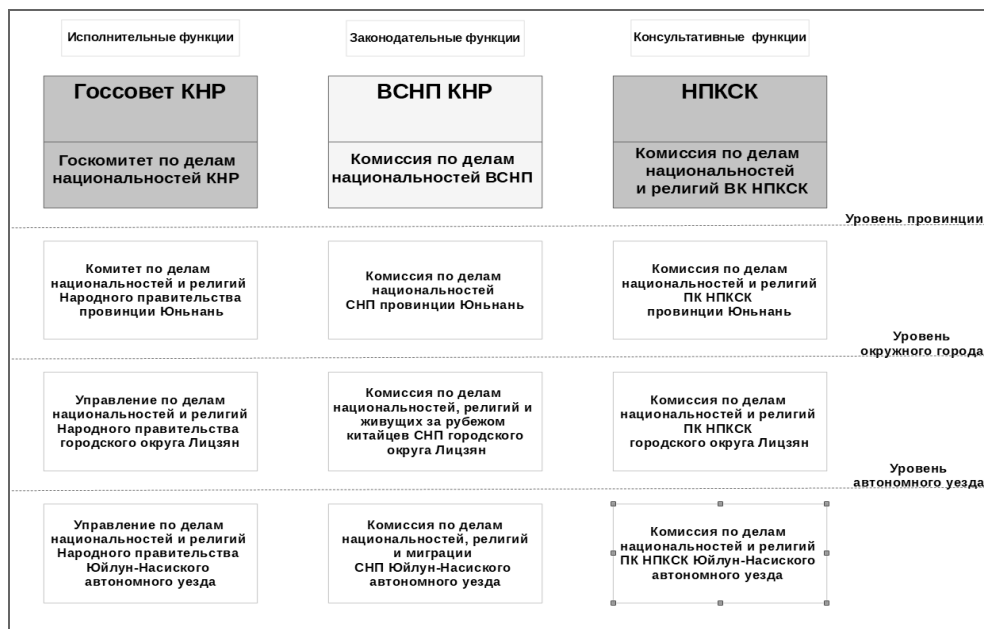 Исполнительные функции
Законодательные функции
Консультативные функции
Госсовет КНР
ВСНП КНР
НПКСК
Госкомитет по делам
национальностей КНР
Комиссия по делам
национальностей ВСНП
Комиссия по делам
национальностей
и религий ВК НПКСК
Уровень провинции
Комитет по делам
национальностей и религий
Народного правительства
провинции Юньнань
Комиссия по делам
национальностей
СНП провинции Юньнань
Комиссия по делам
национальностей и религий
ПК НПКСК
провинции Юньнань
Уровень
окружного города
Управление по делам
национальностей и религий
Народного правительства
городского округа Лицзян
Комиссия по делам
национальностей, религий и
живущих за рубежом
китайцев СНП городского
округа Лицзян
Комиссия по делам
национальностей и религий
ПК НПКСК
городского округа Лицзян
Уровень
автономного уезда
Управление по делам
национальностей и религий
Народного правительства
Юйлун-Насиского
автономного уезда
Комиссия по делам
национальностей, религий
и миграции
СНП Юйлун-Насиского
автономного уезда
Комиссия по делам
национальностей и религий
ПК НПКСК Юйлун-Насиского
автономного уезда